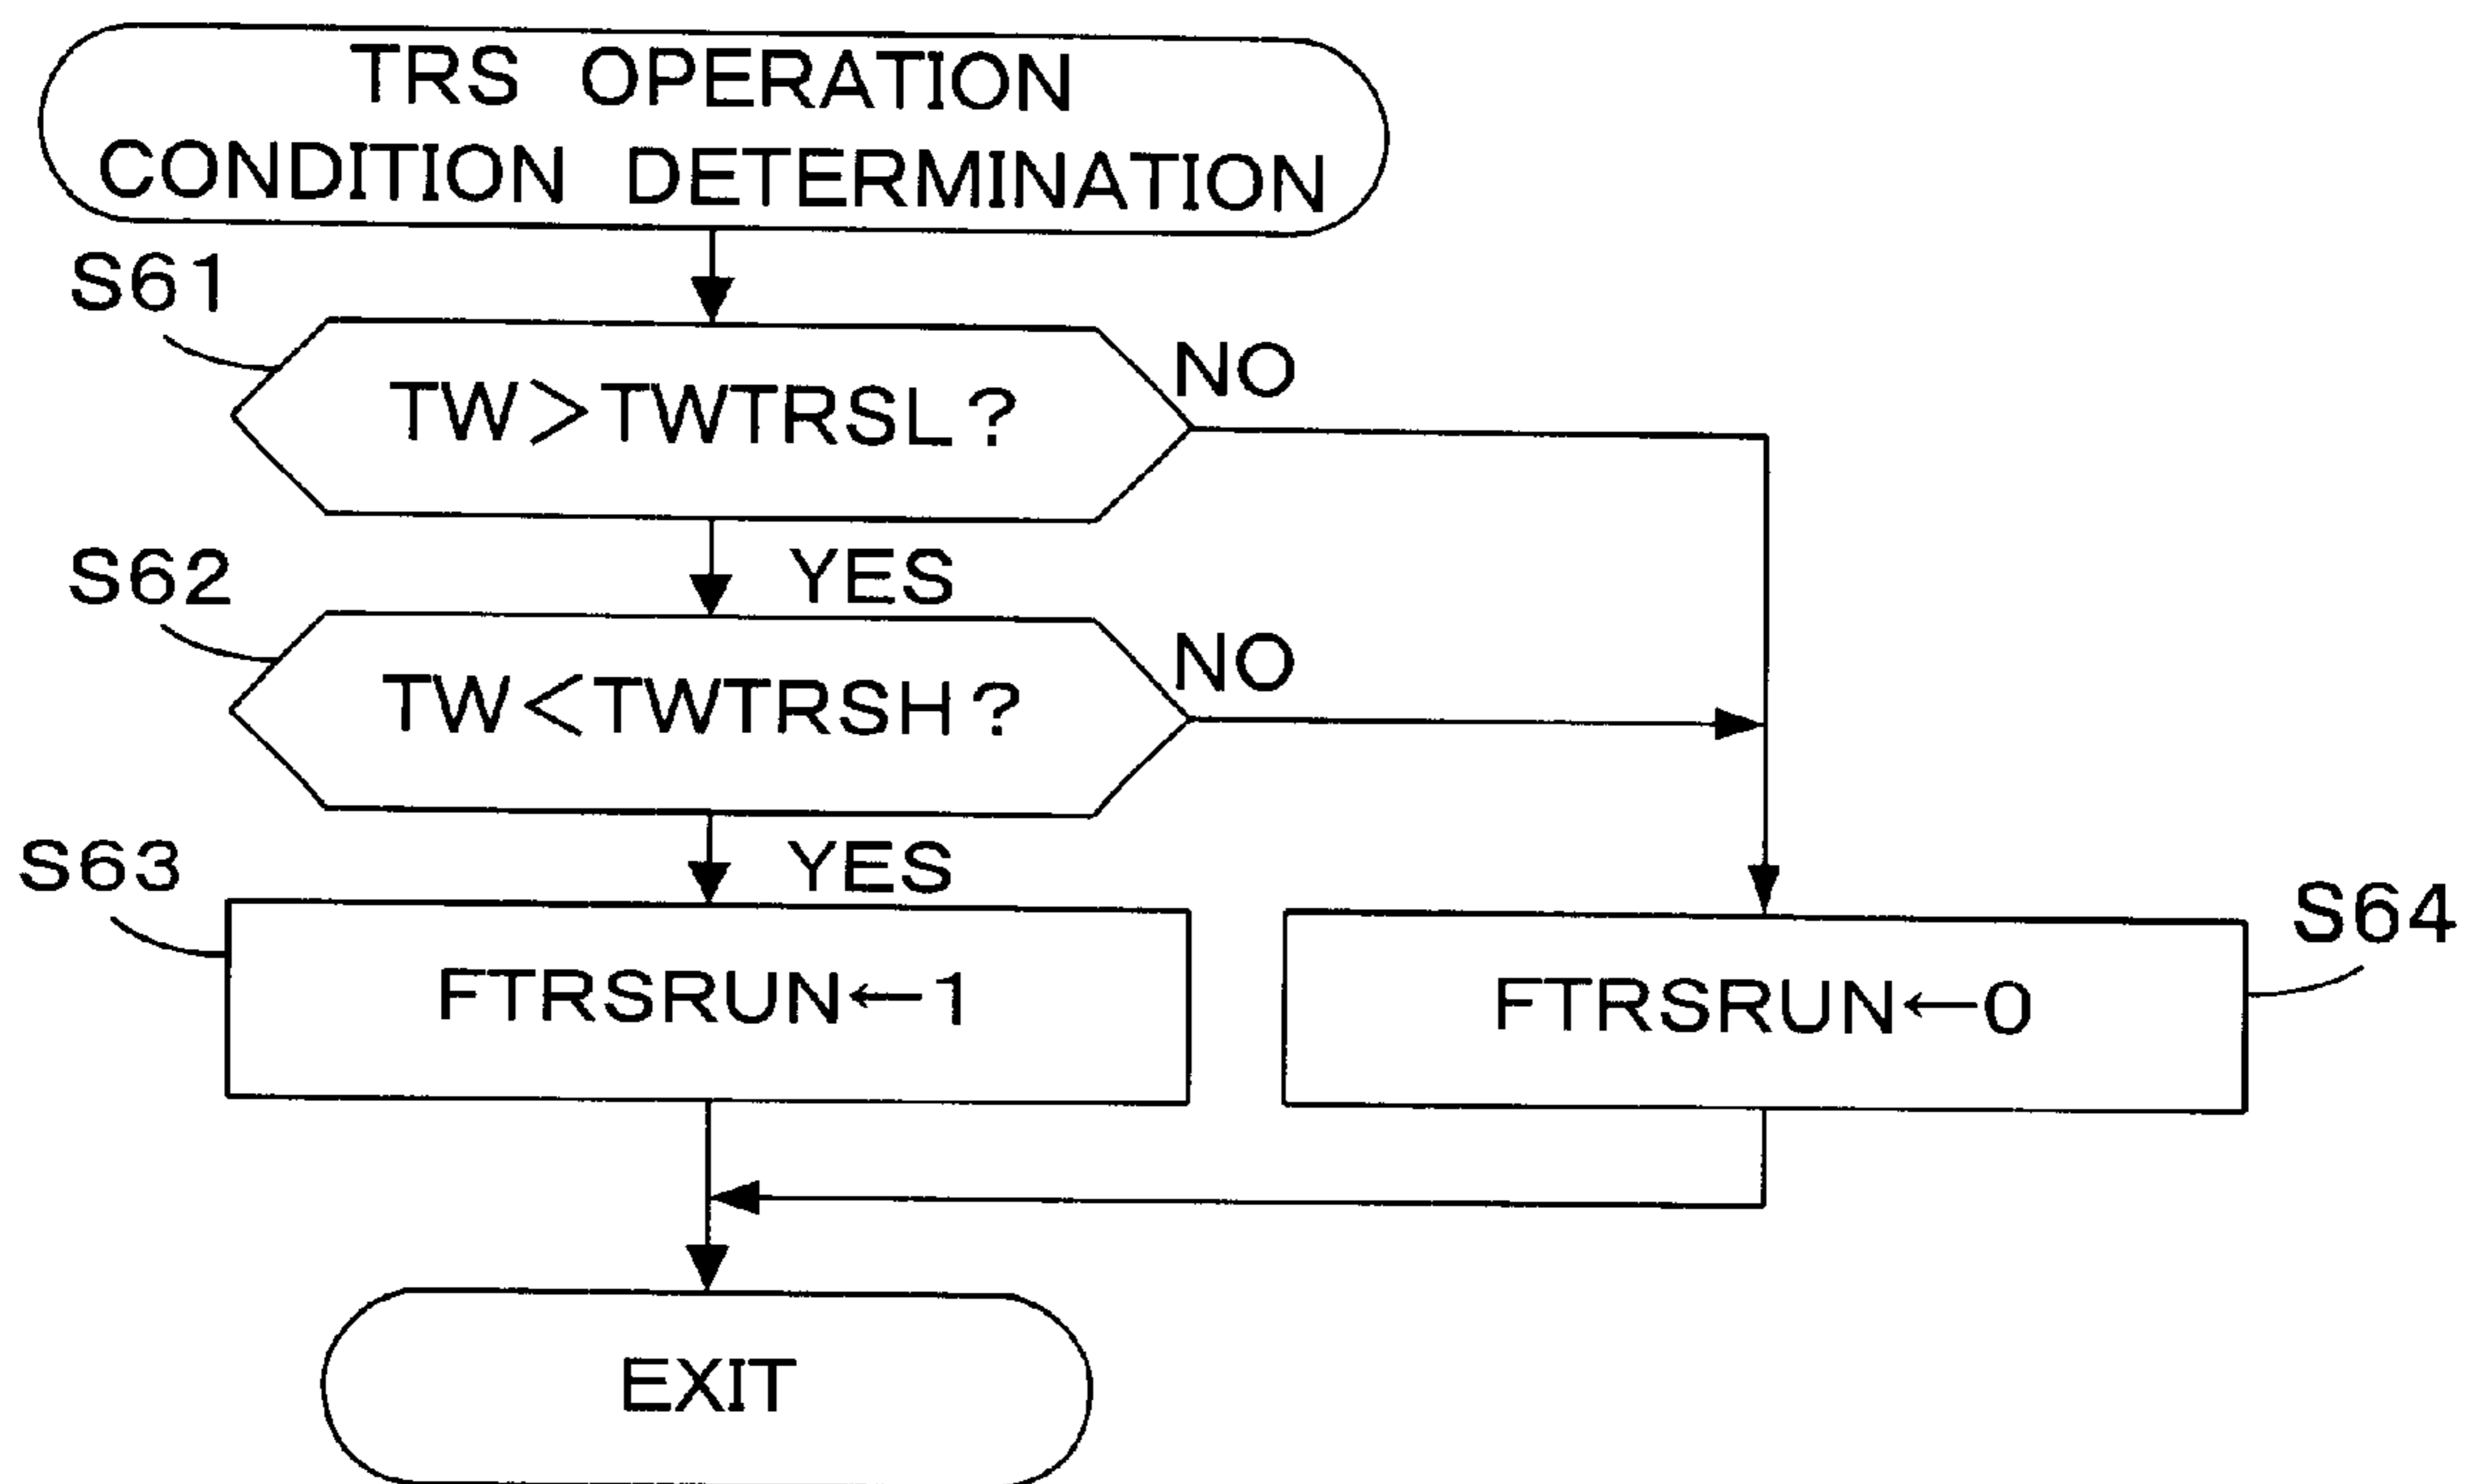 TRS OPERATION
CONDITION DETERMINATION
S61
TW>TWTRSL?
NO
YES
S62
TW<TWTRSH?
NO
YES
S63
FTRSRUN←1
S64
FTRSRUN←0
EXIT